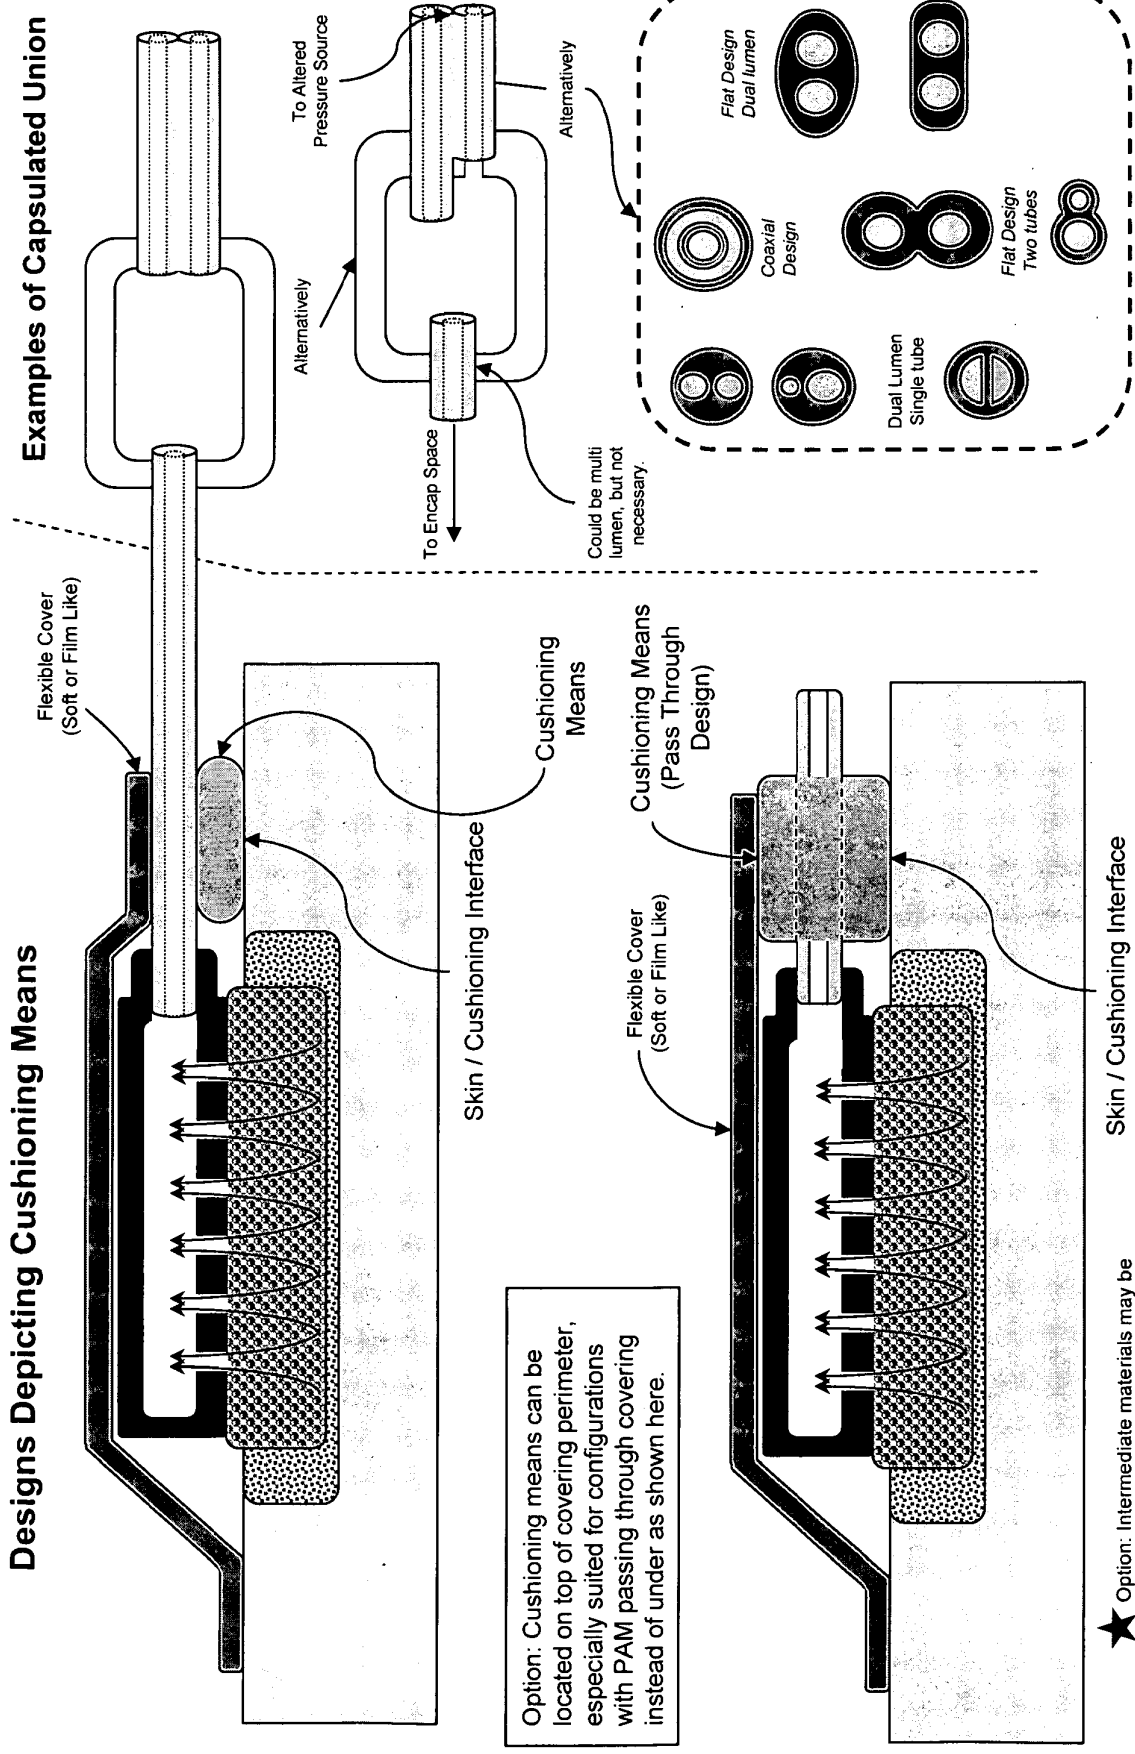 Designs Depicting Cushioning Means
Flexible Cover
(Soft or Film Like)
Cushioning
Means
Skin / Cushioning Interface
Option: Cushioning means can be
located on top of covering perimeter,
especially suited for configurations
with PAM passing through covering
instead of under as shown here.
Flexible Cover
(Soft or Film Like)
Cushioning Means
(Pass Through
Design)
Skin / Cushioning Interface
Option: Intermediate materials may be
Examples of Capsulated Union
To Altered
Pressure Source
Alternatively
Alternatively
To Encap Space
Could be multi
lumen, but not
necessary.
Dual Lumen
Single tube
Coaxial
Design
Flat Design
Two tubes
Flat Design
Dual lumen